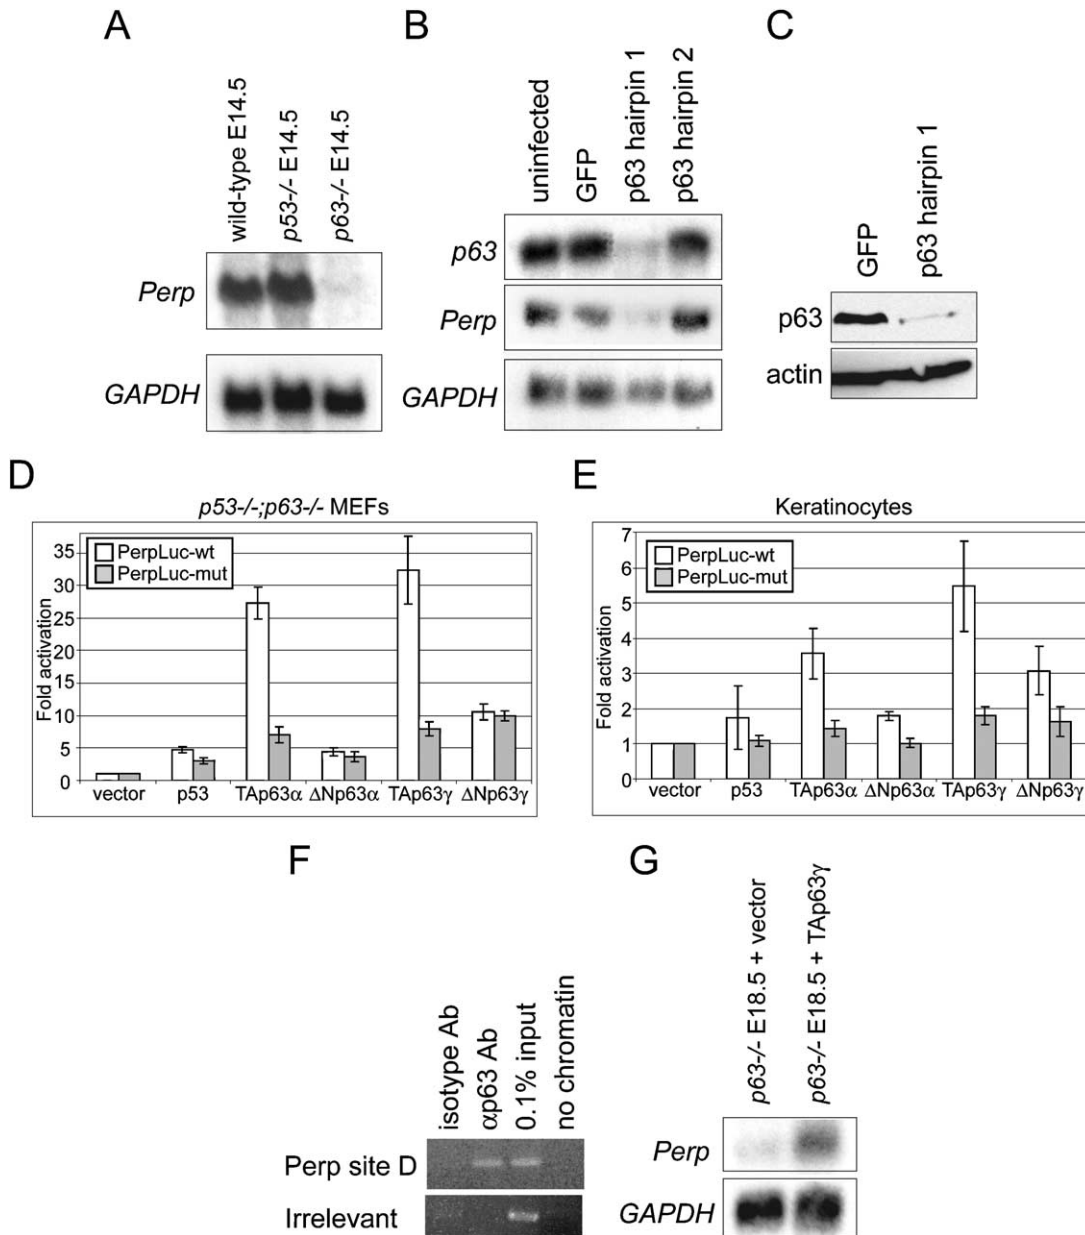 A
wild-type E14.5
p53-/- E14.5
p63-/- E14.5
Perp
GAPDH
B
uninfected
GFP
p63 hairpin 1
p63 hairpin 2
p63
Perp
GAPDH
C
GFP
p63 hairpin 1
p63
actin
D
p53-/-;p63-/- MEFs
PerpLuc-wt
PerpLuc-mut
Fold activation
35
30
25
20
15
10
5
0
vector p53 TAp63α ΔNp63α TAp63γ ΔNp63γ
E
Keratinocytes
PerpLuc-wt
PerpLuc-mut
Fold activation
7
6
5
4
3
2
1
0
vector p53 TAp63α ΔNp63α TAp63γ ΔNp63γ
F
isotype Ab
αp63 Ab
0.1% input
no chromatin
Perp site D
Irrelevant
G
p63-/- E18.5 + vector
p63-/- E18.5 + TAp63γ
Perp
GAPDH